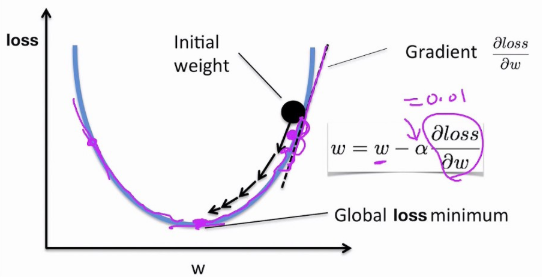 loss
Initial
weight
Gradient ∂loss/∂w
=0.01
w = w − α ∂loss/∂w
Global loss minimum
w